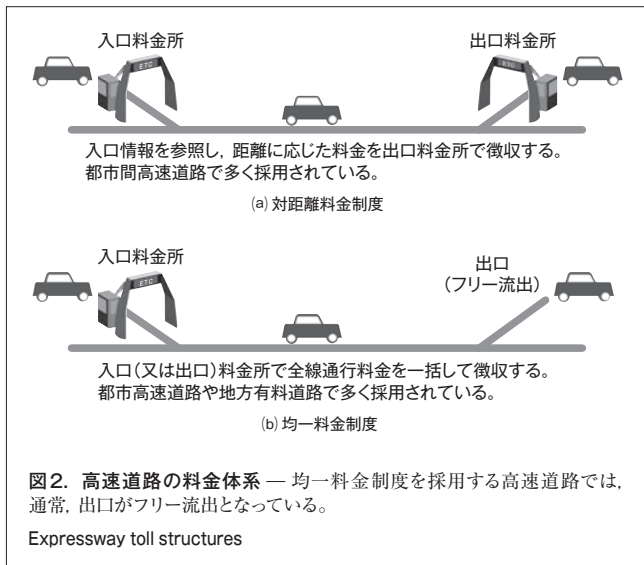 入口料金所
出口料金所
ETC
ETC
入口情報を参照し，距離に応じた料金を出口料金所で徴収する。
都市間高速道路で多く採用されている。
(a) 対距離料金制度
入口料金所
出口
（フリー流出）
ETC
入口（又は出口）料金所で全線通行料金を一括して徴収する。
都市高速道路や地方有料道路で多く採用されている。
(b) 均一料金制度
図2．高速道路の料金体系 — 均一料金制度を採用する高速道路では，
通常，出口がフリー流出となっている。
Expressway toll structures